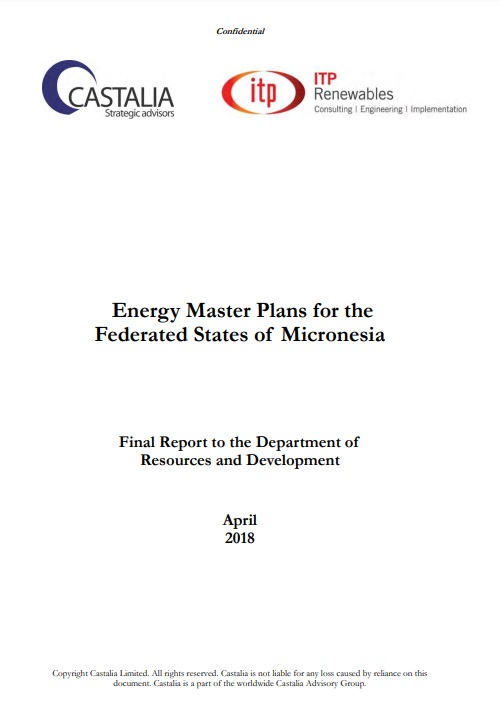 Confidential
CASTALIA
Strategic advisors
itp
ITP
Renewables
Consulting | Engineering | Implementation
Energy Master Plans for the
Federated States of Micronesia
Final Report to the Department of
Resources and Development
April
2018
Copyright Castalia Limited. All rights reserved. Castalia is not liable for any loss caused by reliance on this
document. Castalia is a part of the worldwide Castalia Advisory Group.